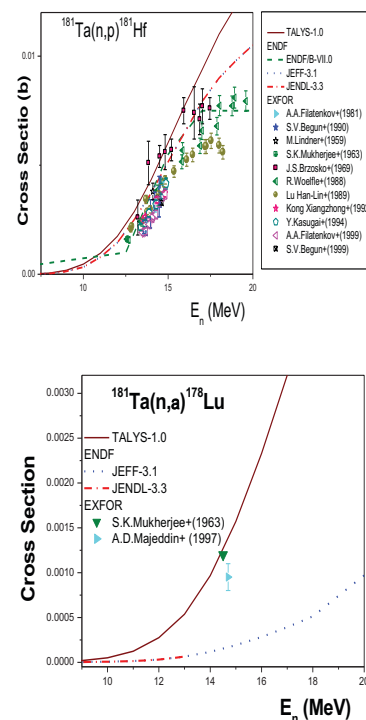 ¹⁸¹Ta(n,p)¹⁸¹Hf
0.01
Cross Sectio (b)
0.00
10
15
20
Eₙ (MeV)
TALYS-1.0
ENDF
ENDF/B-VII.0
JEFF-3.1
JENDL-3.3
EXFOR
A.A.Filatenkov+(1981)
S.V.Begun+(1990)
M.Lindner+(1959)
S.K.Mukherjee+(1963)
J.S.Brzosko+(1969)
R.Woelfle+(1988)
Lu Han-Lin+(1989)
Kong Xiangzhong+(1992
Y.Kasugai+(1994)
A.A.Filatenkov+(1999)
S.V.Begun+(1999)
¹⁸¹Ta(n,a)¹⁷⁸Lu
0.0030
0.0025
0.0020
0.0015
0.0010
0.0005
0.0000
Cross Section
TALYS-1.0
ENDF
JEFF-3.1
JENDL-3.3
EXFOR
S.K.Mukherjee+(1963)
A.D.Majeddin+ (1997)
10
12
14
16
18
20
Eₙ (MeV)